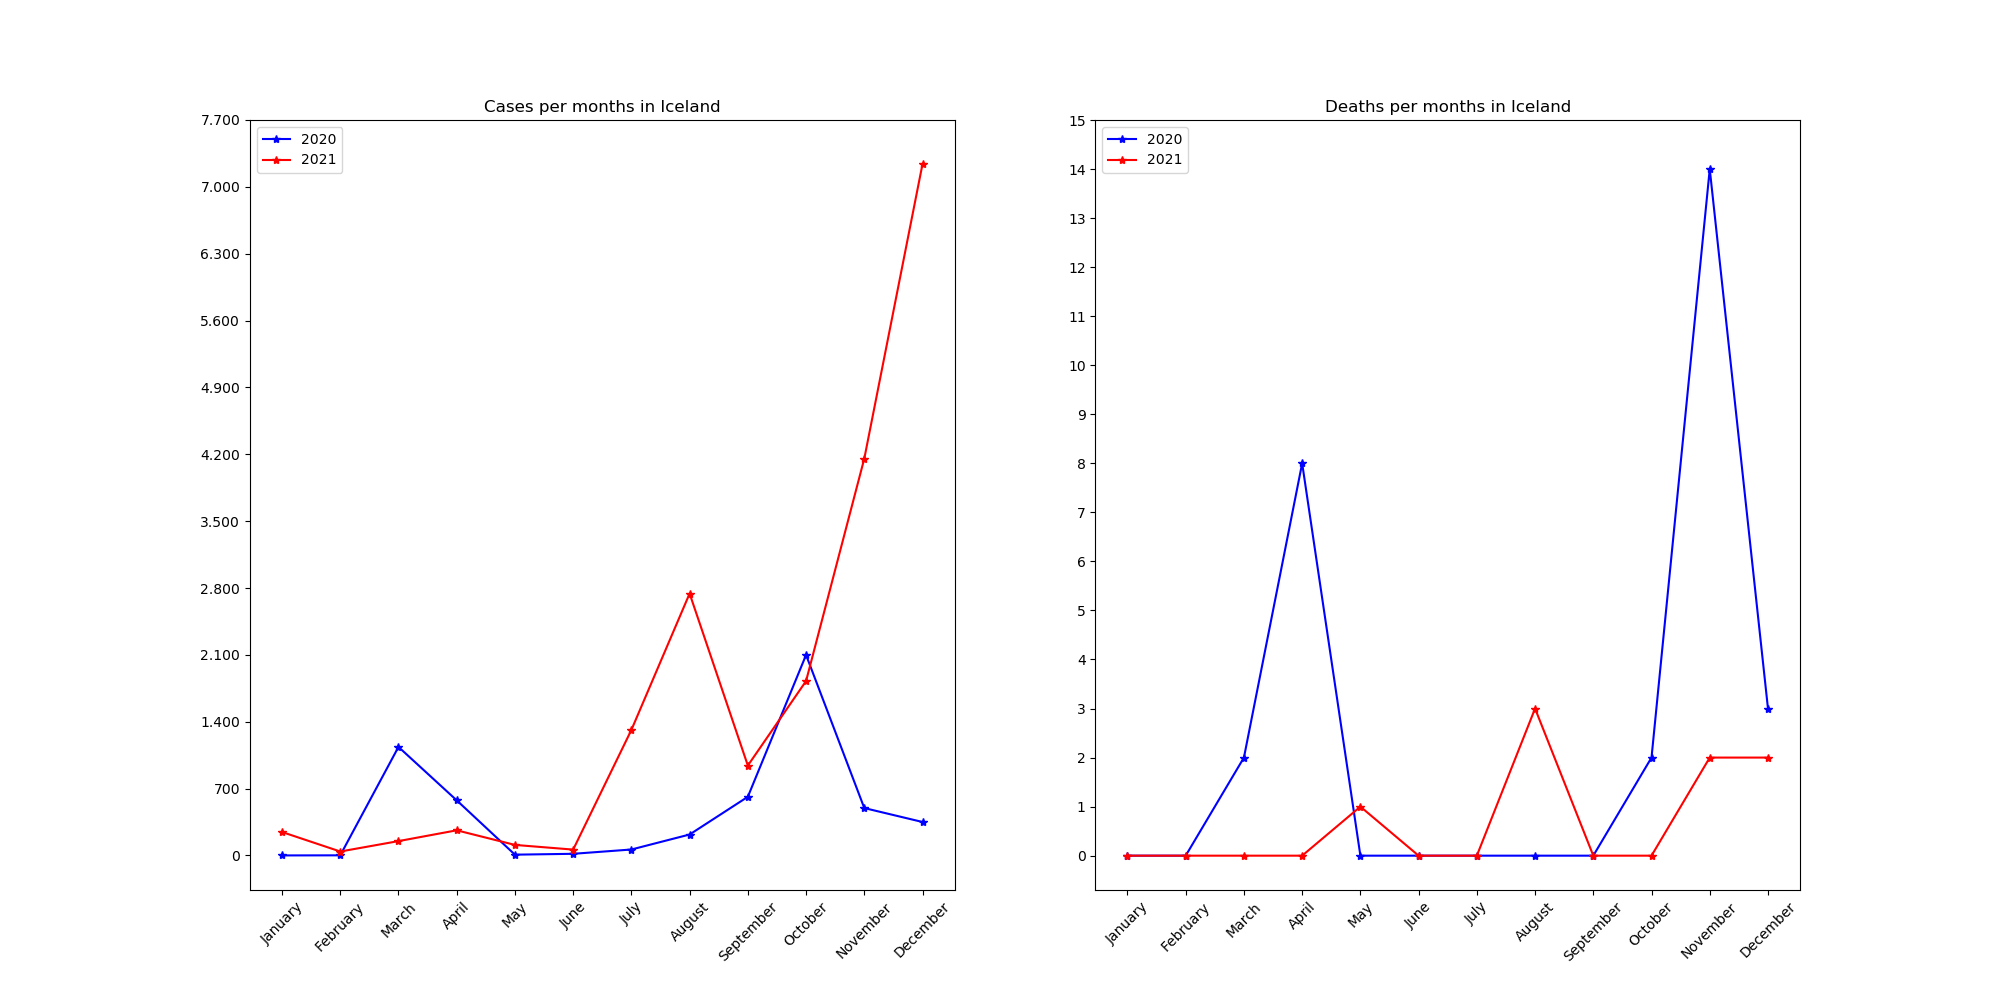 Cases per months in Iceland
2020
2021
7.700
7.000
6.300
5.600
4.900
4.200
3.500
2.800
2.100
1.400
700
0
January
February
March
April
May
June
July
August
September
October
November
December
Deaths per months in Iceland
2020
2021
15
14
13
12
11
10
9
8
7
6
5
4
3
2
1
0
January
February
March
April
May
June
July
August
September
October
November
December